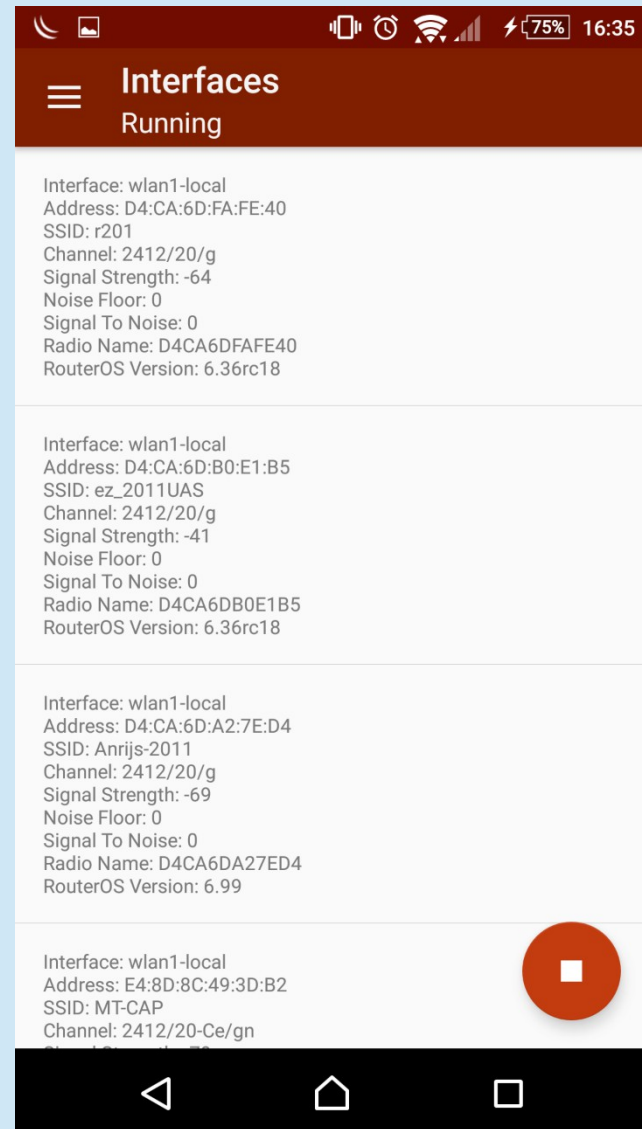 75% 16:35
Interfaces
Running
Interface: wlan1-local
Address: D4:CA:6D:FA:FE:40
SSID: r201
Channel: 2412/20/g
Signal Strength: -64
Noise Floor: 0
Signal To Noise: 0
Radio Name: D4CA6DFAFE40
RouterOS Version: 6.36rc18
Interface: wlan1-local
Address: D4:CA:6D:B0:E1:B5
SSID: ez_2011UAS
Channel: 2412/20/g
Signal Strength: -41
Noise Floor: 0
Signal To Noise: 0
Radio Name: D4CA6DB0E1B5
RouterOS Version: 6.36rc18
Interface: wlan1-local
Address: D4:CA:6D:A2:7E:D4
SSID: Anrijs-2011
Channel: 2412/20/g
Signal Strength: -69
Noise Floor: 0
Signal To Noise: 0
Radio Name: D4CA6DA27ED4
RouterOS Version: 6.99
Interface: wlan1-local
Address: E4:8D:8C:49:3D:B2
SSID: MT-CAP
Channel: 2412/20-Ce/gn